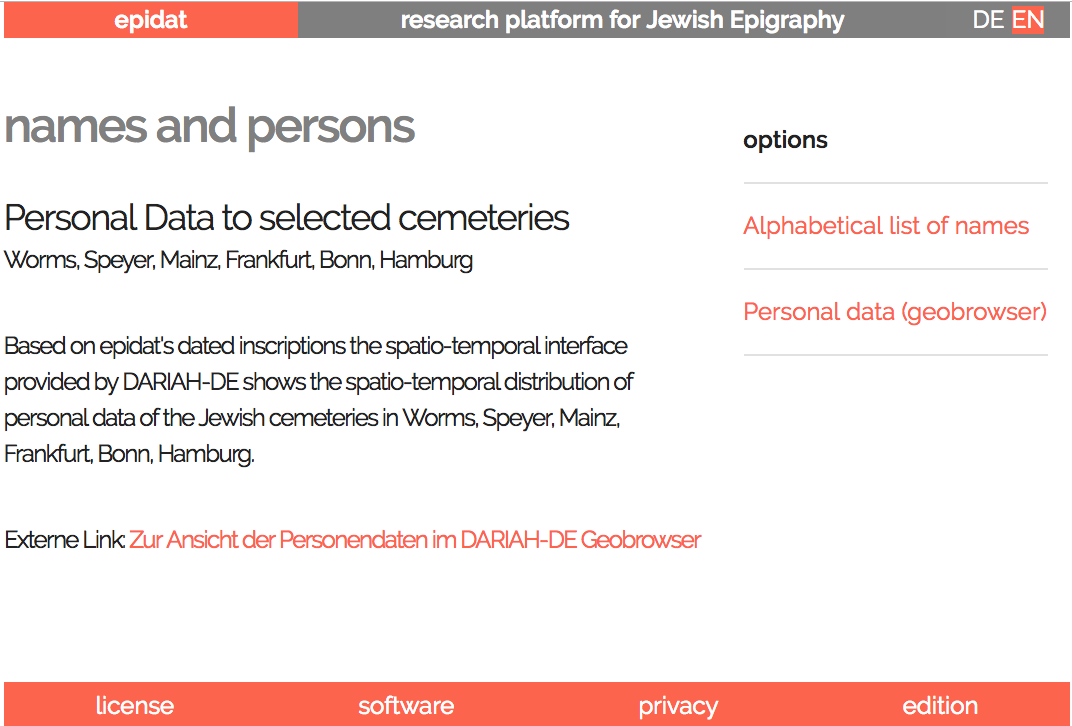 epidat
research platform for Jewish Epigraphy
DE EN
names and persons
Personal Data to selected cemeteries
Worms, Speyer, Mainz, Frankfurt, Bonn, Hamburg
Based on epidat's dated inscriptions the spatio-temporal interface
provided by DARIAH-DE shows the spatio-temporal distribution of
personal data of the Jewish cemeteries in Worms, Speyer, Mainz,
Frankfurt, Bonn, Hamburg.
Externe Link: Zur Ansicht der Personendaten im DARIAH-DE Geobrowser
options
Alphabetical list of names
Personal data (geobrowser)
license
software
privacy
edition